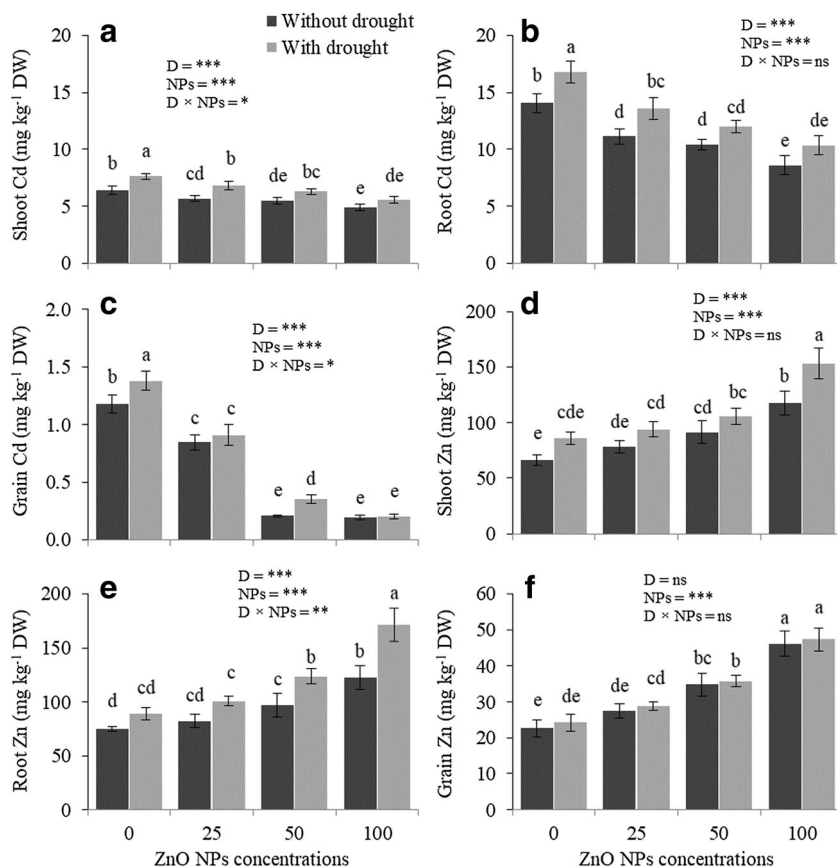 Without drought
With drought
a
D = ***
NPs = ***
D × NPs = *
Shoot Cd (mg kg-1 DW)
20
15
10
5
0
b a
cd b
de bc
e de
b
D = ***
NPs = ***
D × NPs = ns
Root Cd (mg kg-1 DW)
20
15
10
5
0
b a
d bc
d cd
e de
c
D = ***
NPs = ***
D × NPs = *
Grain Cd (mg kg-1 DW)
2.0
1.5
1.0
0.5
0.0
b a
c c
e d
e e
d
D = ***
NPs = ***
D × NPs = ns
Shoot Zn (mg kg-1 DW)
200
150
100
50
0
e cde
de cd
cd bc
b a
e
D = ***
NPs = ***
D × NPs = **
Root Zn (mg kg-1 DW)
200
150
100
50
0
d cd
cd c
c b
b a
0 25 50 100
ZnO NPs concentrations
f
D = ns
NPs = ***
D × NPs = ns
Grain Zn (mg kg-1 DW)
60
50
40
30
20
10
0
e de
de cd
bc b
a a
0 25 50 100
ZnO NPs concentrations